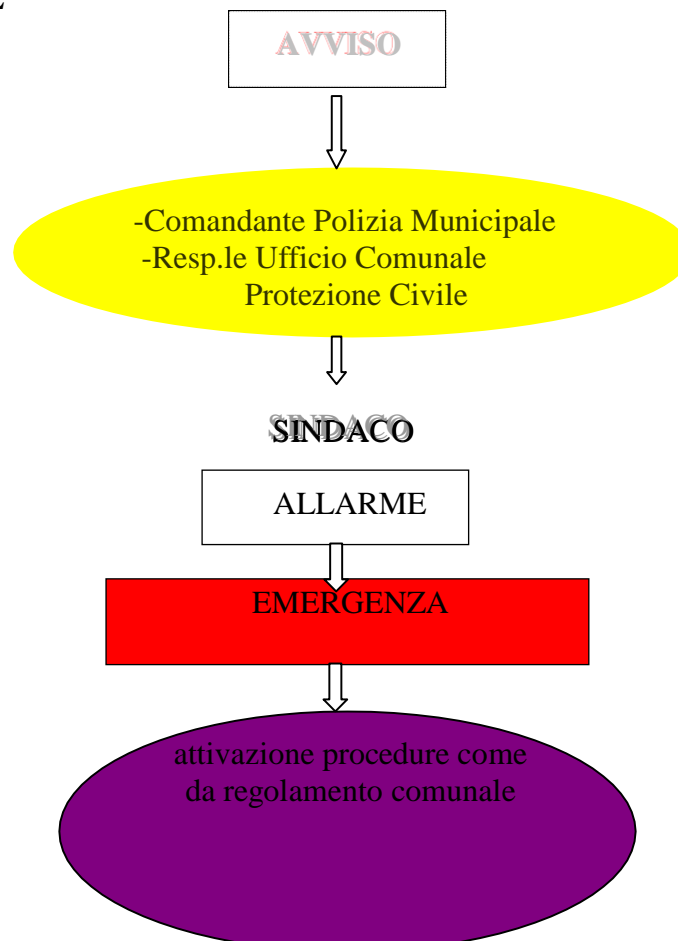 AVVISO
-Comandante Polizia Municipale
-Resp.le Ufficio Comunale
Protezione Civile
SINDACO
ALLARME
EMERGENZA
attivazione procedure come
da regolamento comunale